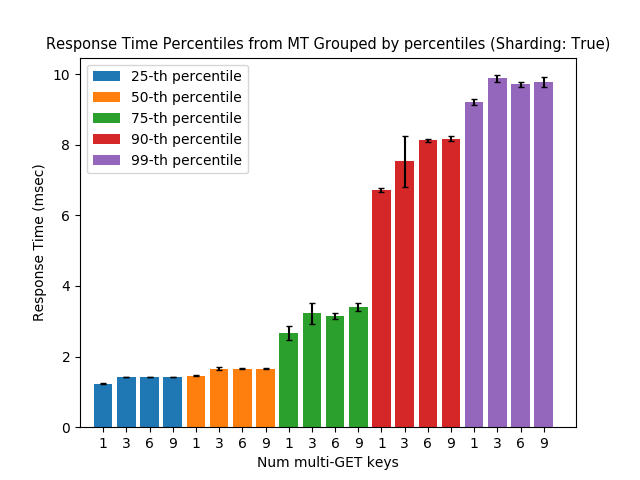 Response Time Percentiles from MT Grouped by percentiles (Sharding: True)
25-th percentile
50-th percentile
75-th percentile
90-th percentile
99-th percentile
Response Time (msec)
10
8
6
4
2
0
1 3 6 9 1 3 6 9 1 3 6 9 1 3 6 9 1 3 6 9
Num multi-GET keys